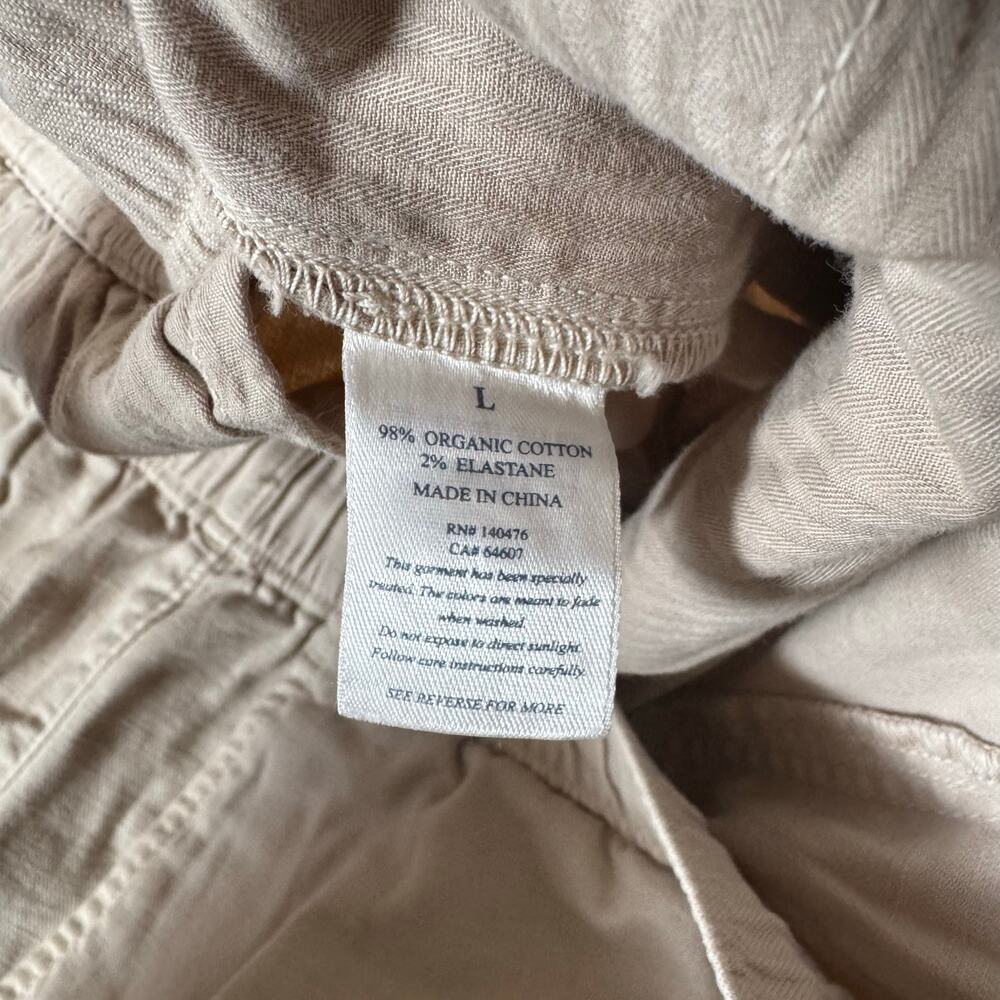 L
98% ORGANIC COTTON
2% ELASTANE
MADE IN CHINA
RN# 140476
CA# 64607
This garment has been specially
treated. The colors are meant to fade
when washed
Do not expose to direct sunlight.
Follow care instructions carefully.
SEE REVERSE FOR MORE